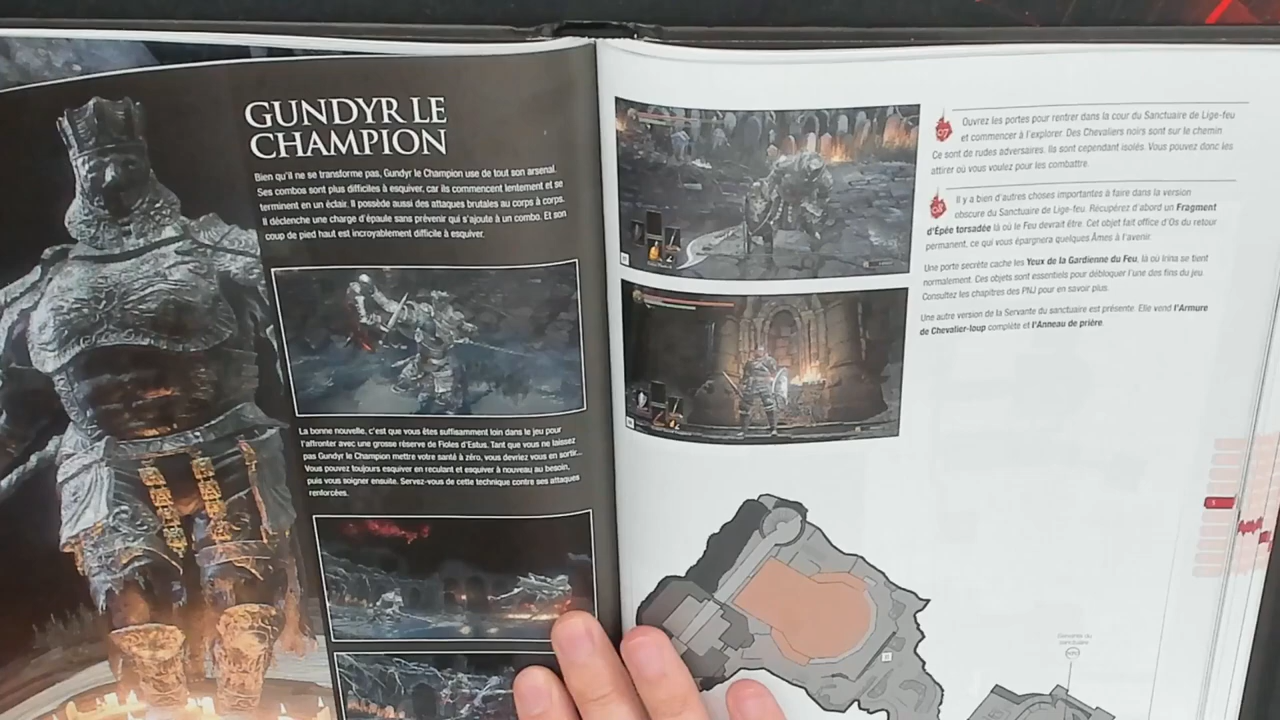 GUNDYR LE
CHAMPION
Bien qu'il ne se transforme pas, Gundyr le Champion use de tout son arsenal.
Ses combos sont plus difficiles à esquiver, car ils commencent lentement et se
terminent en un éclair. Il possède aussi des attaques brutales au corps à corps.
Il déclenche une charge d'épaule sans prévenir qui s'ajoute à un combo. Et son
coup de pied haut est incroyablement difficile à esquiver.
La bonne nouvelle, c'est que vous êtes suffisamment loin dans le jeu pour
l'affronter avec une grosse réserve de Fioles d'Estus. Tant que vous ne laissez
pas Gundyr le Champion mettre votre santé à zéro, vous devriez vous en sortir...
Vous pouvez toujours esquiver en reculant et esquiver à nouveau au besoin,
puis vous soigner ensuite. Servez-vous de cette technique contre ses attaques
renforcées.
07
Ouvrez les portes pour rentrer dans la cour du Sanctuaire de Lige-feu
et commencer à l'explorer. Des Chevaliers noirs sont sur le chemin
Ce sont de rudes adversaires. Ils sont cependant isolés. Vous pouvez donc les
attirer où vous voulez pour les combattre.
08
Il y a bien d'autres choses importantes à faire dans la version
obscure du Sanctuaire de Lige-feu. Récupérez d'abord un Fragment
d'Épée torsadée là où le Feu devrait être. Cet objet fait office d'Os du retour
permanent, ce qui vous épargnera quelques Âmes à l'avenir.
Une porte secrète cache les Yeux de la Gardienne du Feu, là où Irina se tient
normalement. Ces objets sont essentiels pour débloquer l'une des fins du jeu.
Consultez les chapitres des PNJ pour en savoir plus.
Une autre version de la Servante du sanctuaire est présente. Elle vend l'Armure
de Chevalier-loup complète et l'Anneau de prière.
Servante du
sanctuaire